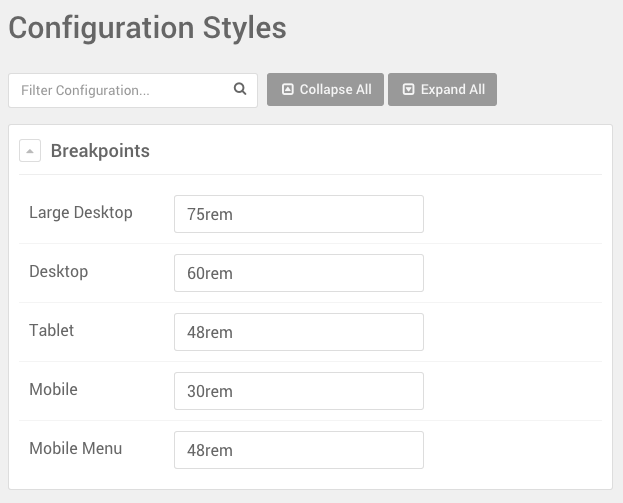 Configuration Styles
Filter Configuration...
Collapse All
Expand All
Breakpoints
Large Desktop
75rem
Desktop
60rem
Tablet
48rem
Mobile
30rem
Mobile Menu
48rem